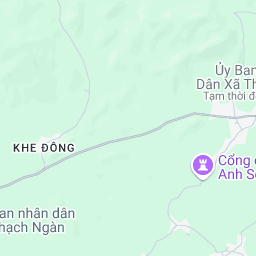 Ủy Ban
Dân Xã Th
Tạm thời đ
KHE ĐÔNG
Cổng
Anh S
an nhân dân
hạch Ngàn